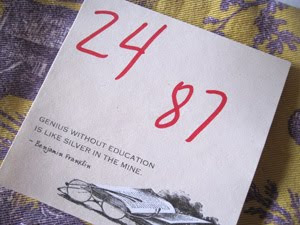 24
87
GENIUS WITHOUT EDUCATION
IS LIKE SILVER IN THE MINE.
- Benjamin Franklin